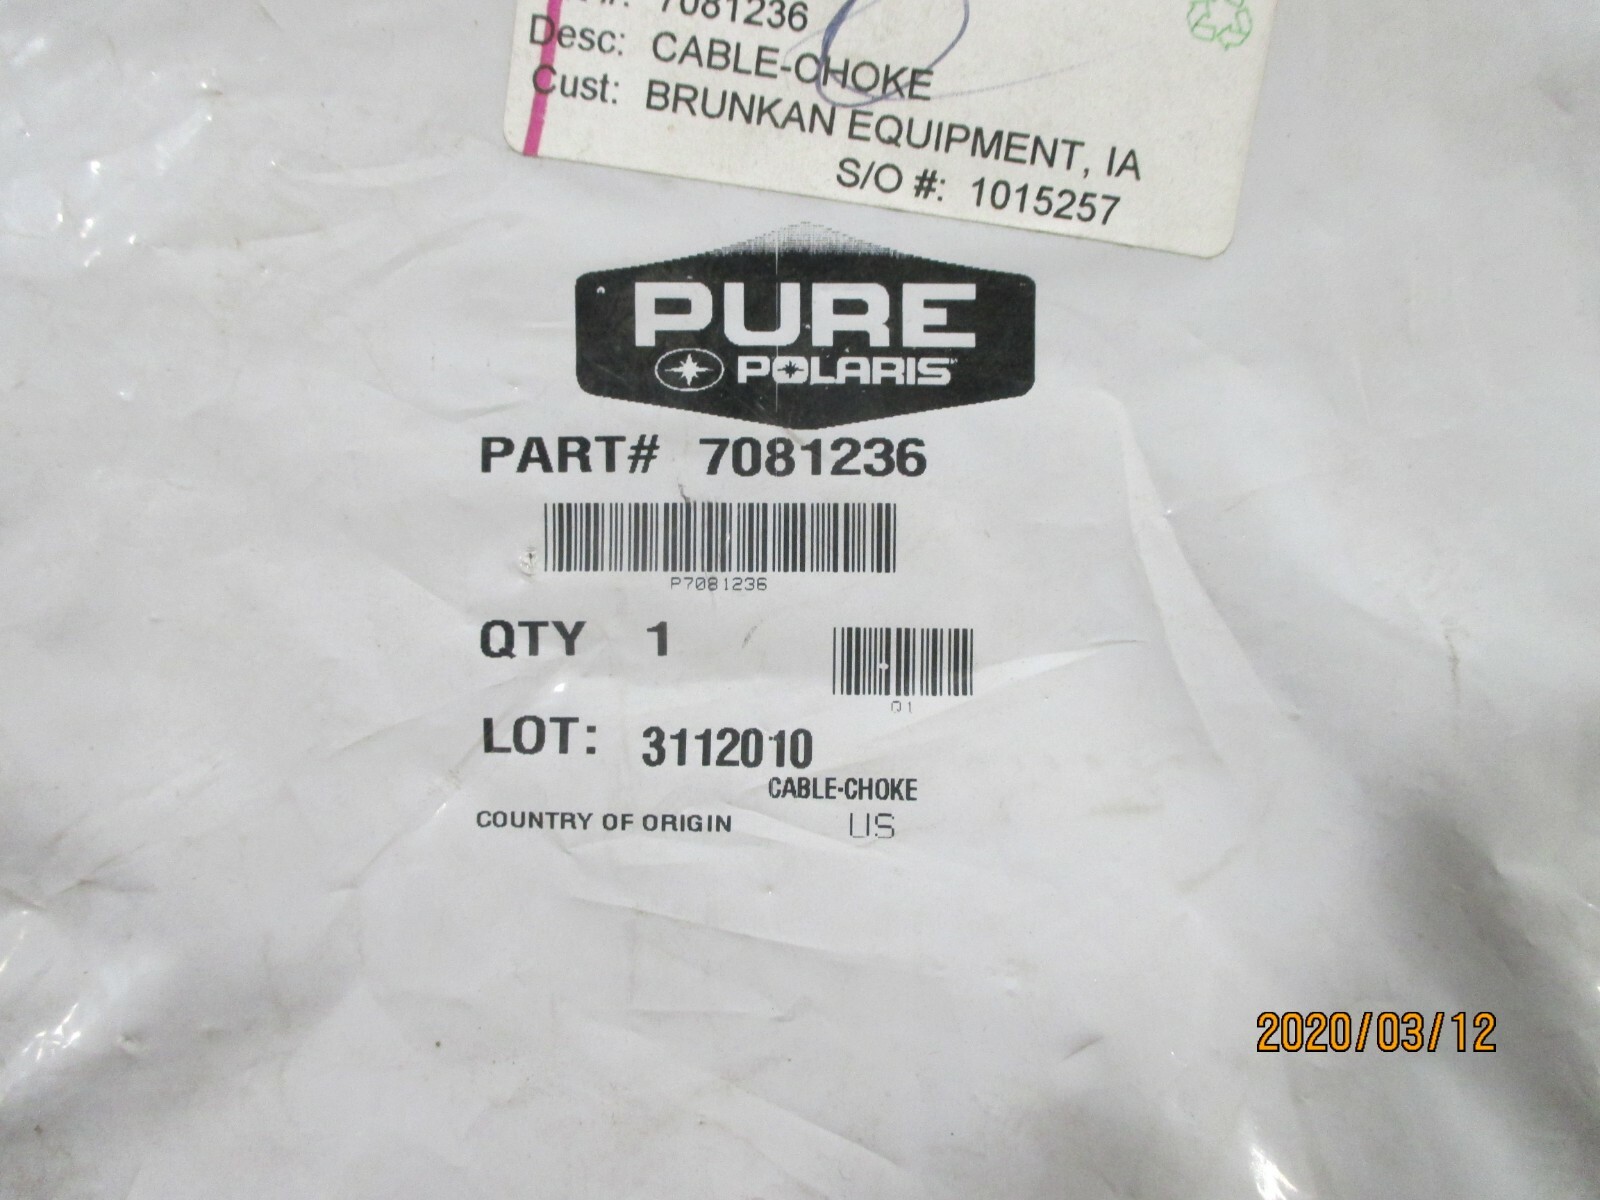 7081236
Desc: CABLE-CHOKE
Cust: BRUNKAN EQUIPMENT, IA
S/O #: 1015257
PURE
POLARIS
PART# 7081236
P7081236
QTY 1
Q1
LOT: 3112010
CABLE-CHOKE
COUNTRY OF ORIGIN US
2020/03/12